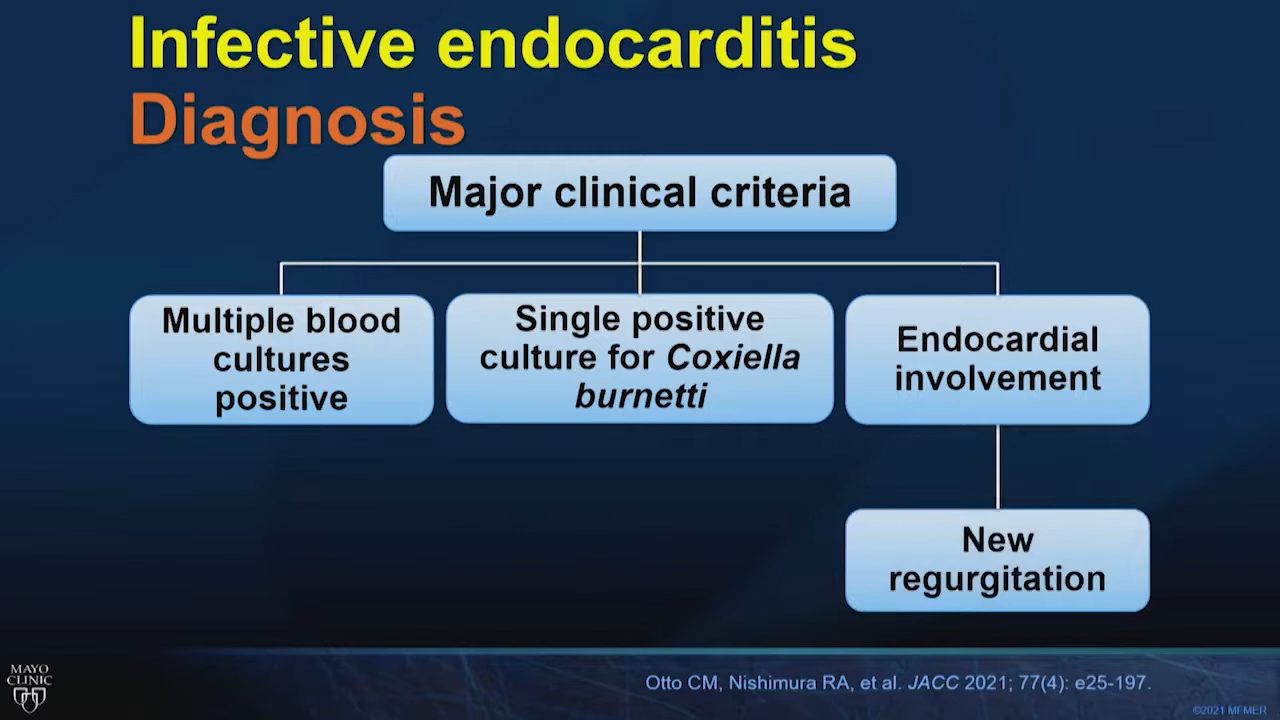 Infective endocarditis
Diagnosis
Major clinical criteria
Multiple blood
cultures
positive
Single positive
culture for Coxiella
burnetti
Endocardial
involvement
New
regurgitation
MAYO
CLINIC
Otto CM, Nishimura RA, et al. JACC 2021; 77(4): e25-197.
©2021 MFMER